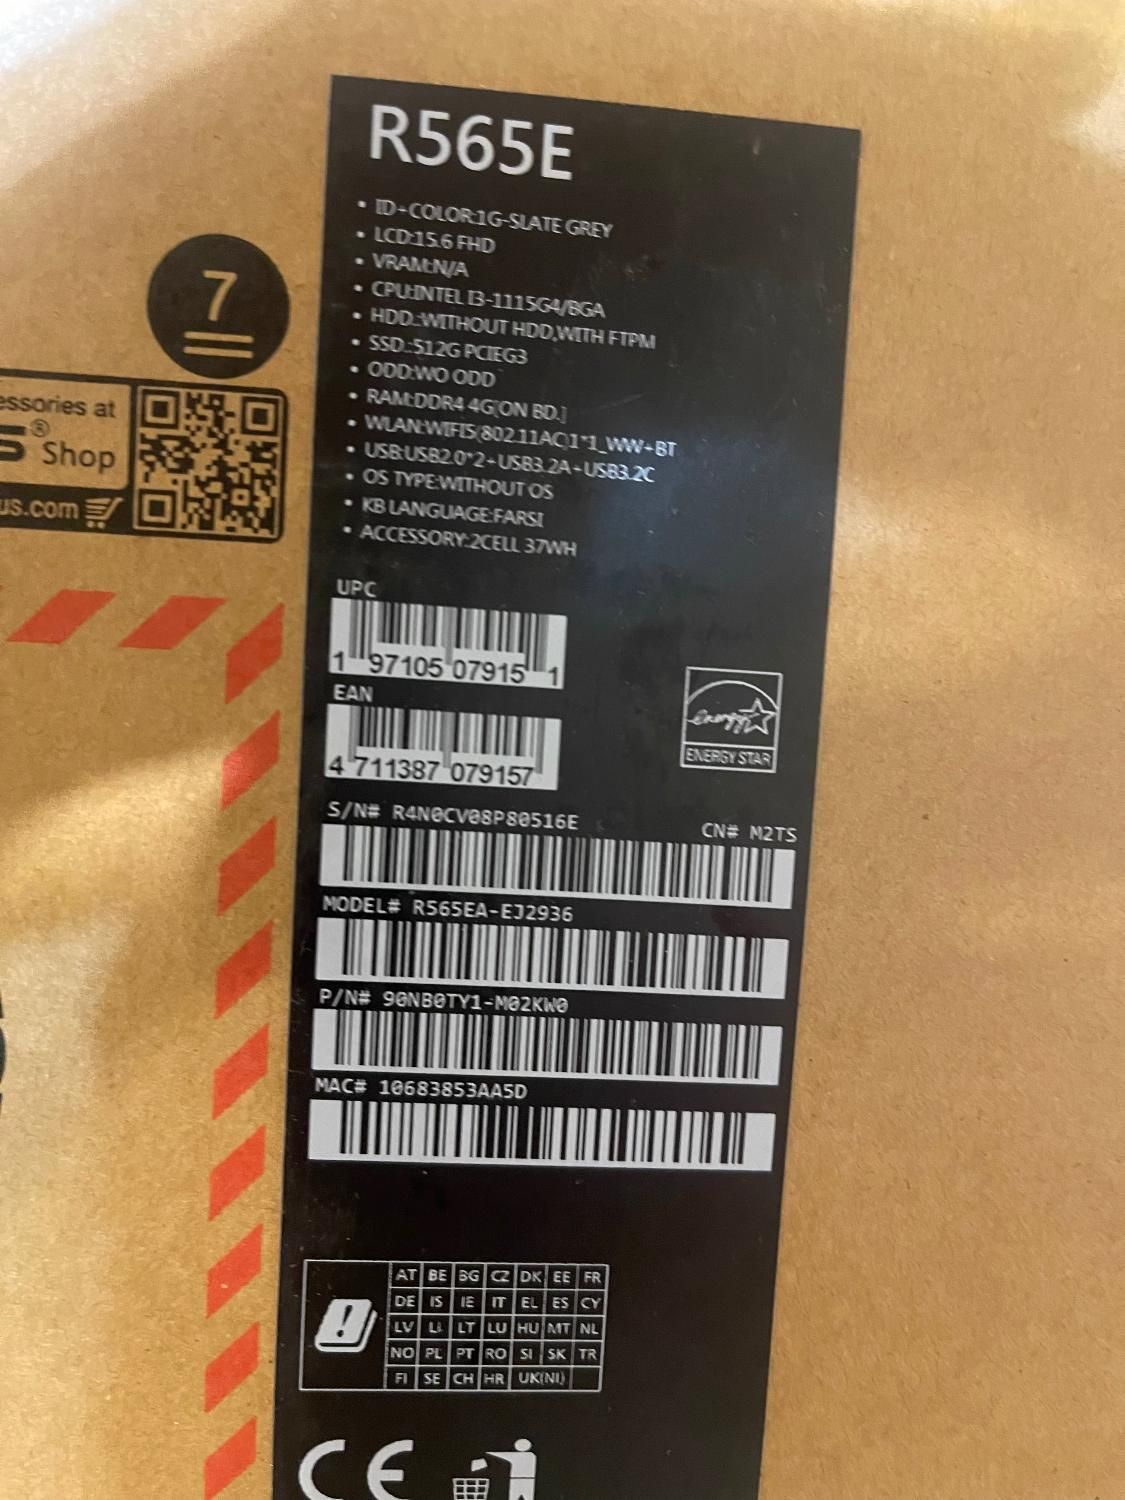 R565E
• ID+COLOR:1G-SLATE GREY
• LCD:15.6 FHD
• VRAM:N/A
• CPU:INTEL I3-1115G4/BGA
• HDD.:WITHOUT HDD,WITH FTPM
• SSD.:512G PCIEG3
• ODD:WO ODD
• RAM:DDR4 4G[ON BD.]
• WLAN:WIFI5(802.11AC)1*1_WW+BT
• USB:USB2.0*2+USB3.2A+USB3.2C
• OS TYPE:WITHOUT OS
• KB LANGUAGE:FARSI
• ACCESSORY:2CELL 37WH
7
essories at
S® Shop
us.com
UPC
1 97105 07915 1
EAN
4 711387 079157
energy
ENERGY STAR
S/N# R4N0CV08P80516E CN# M2TS
MODEL# R565EA-EJ2936
P/N# 90NB0TY1-M02KW0
MAC# 10683853AA5D
AT BE BG CZ DK EE FR
DE IS IE IT EL ES CY
LV LI LT LU HU MT NL
NO PL PT RO SI SK TR
FI SE CH HR UK(NI)
CE